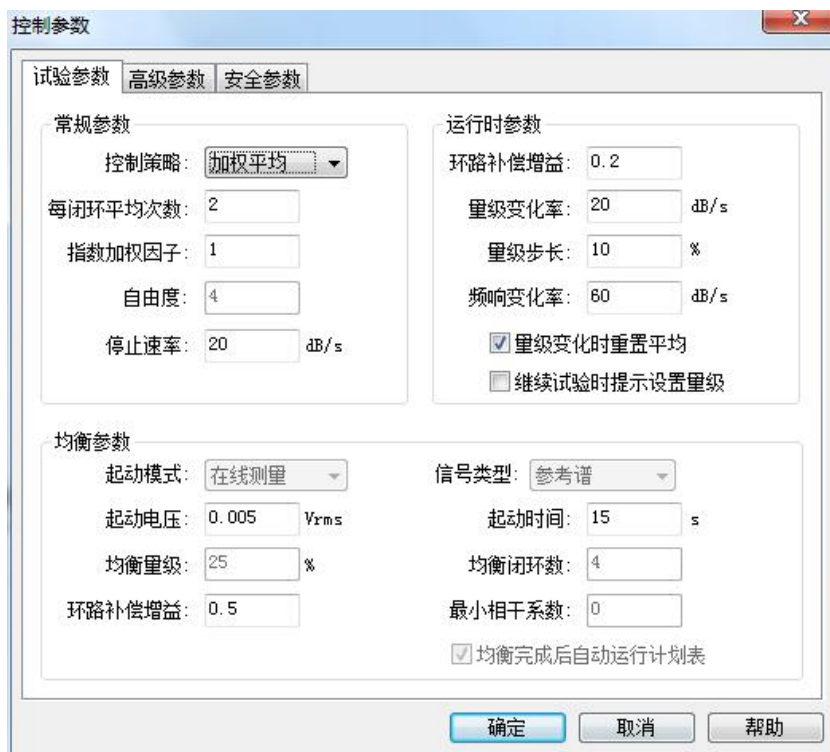 控制参数
试验参数 高级参数 安全参数
常规参数
控制策略: 加权平均
每闭环平均次数: 2
指数加权因子: 1
自由度: 4
停止速率: 20 dB/s
运行时参数
环路补偿增益: 0.2
量级变化率: 20 dB/s
量级步长: 10 %
频响变化率: 60 dB/s
量级变化时重置平均
继续试验时提示设置量级
均衡参数
起动模式: 在线测量
信号类型: 参考谱
起动电压: 0.005 Vrms
起动时间: 15 s
均衡量级: 25 %
均衡闭环数: 4
环路补偿增益: 0.5
最小相干系数: 0
均衡完成后自动运行计划表
确定 取消 帮助